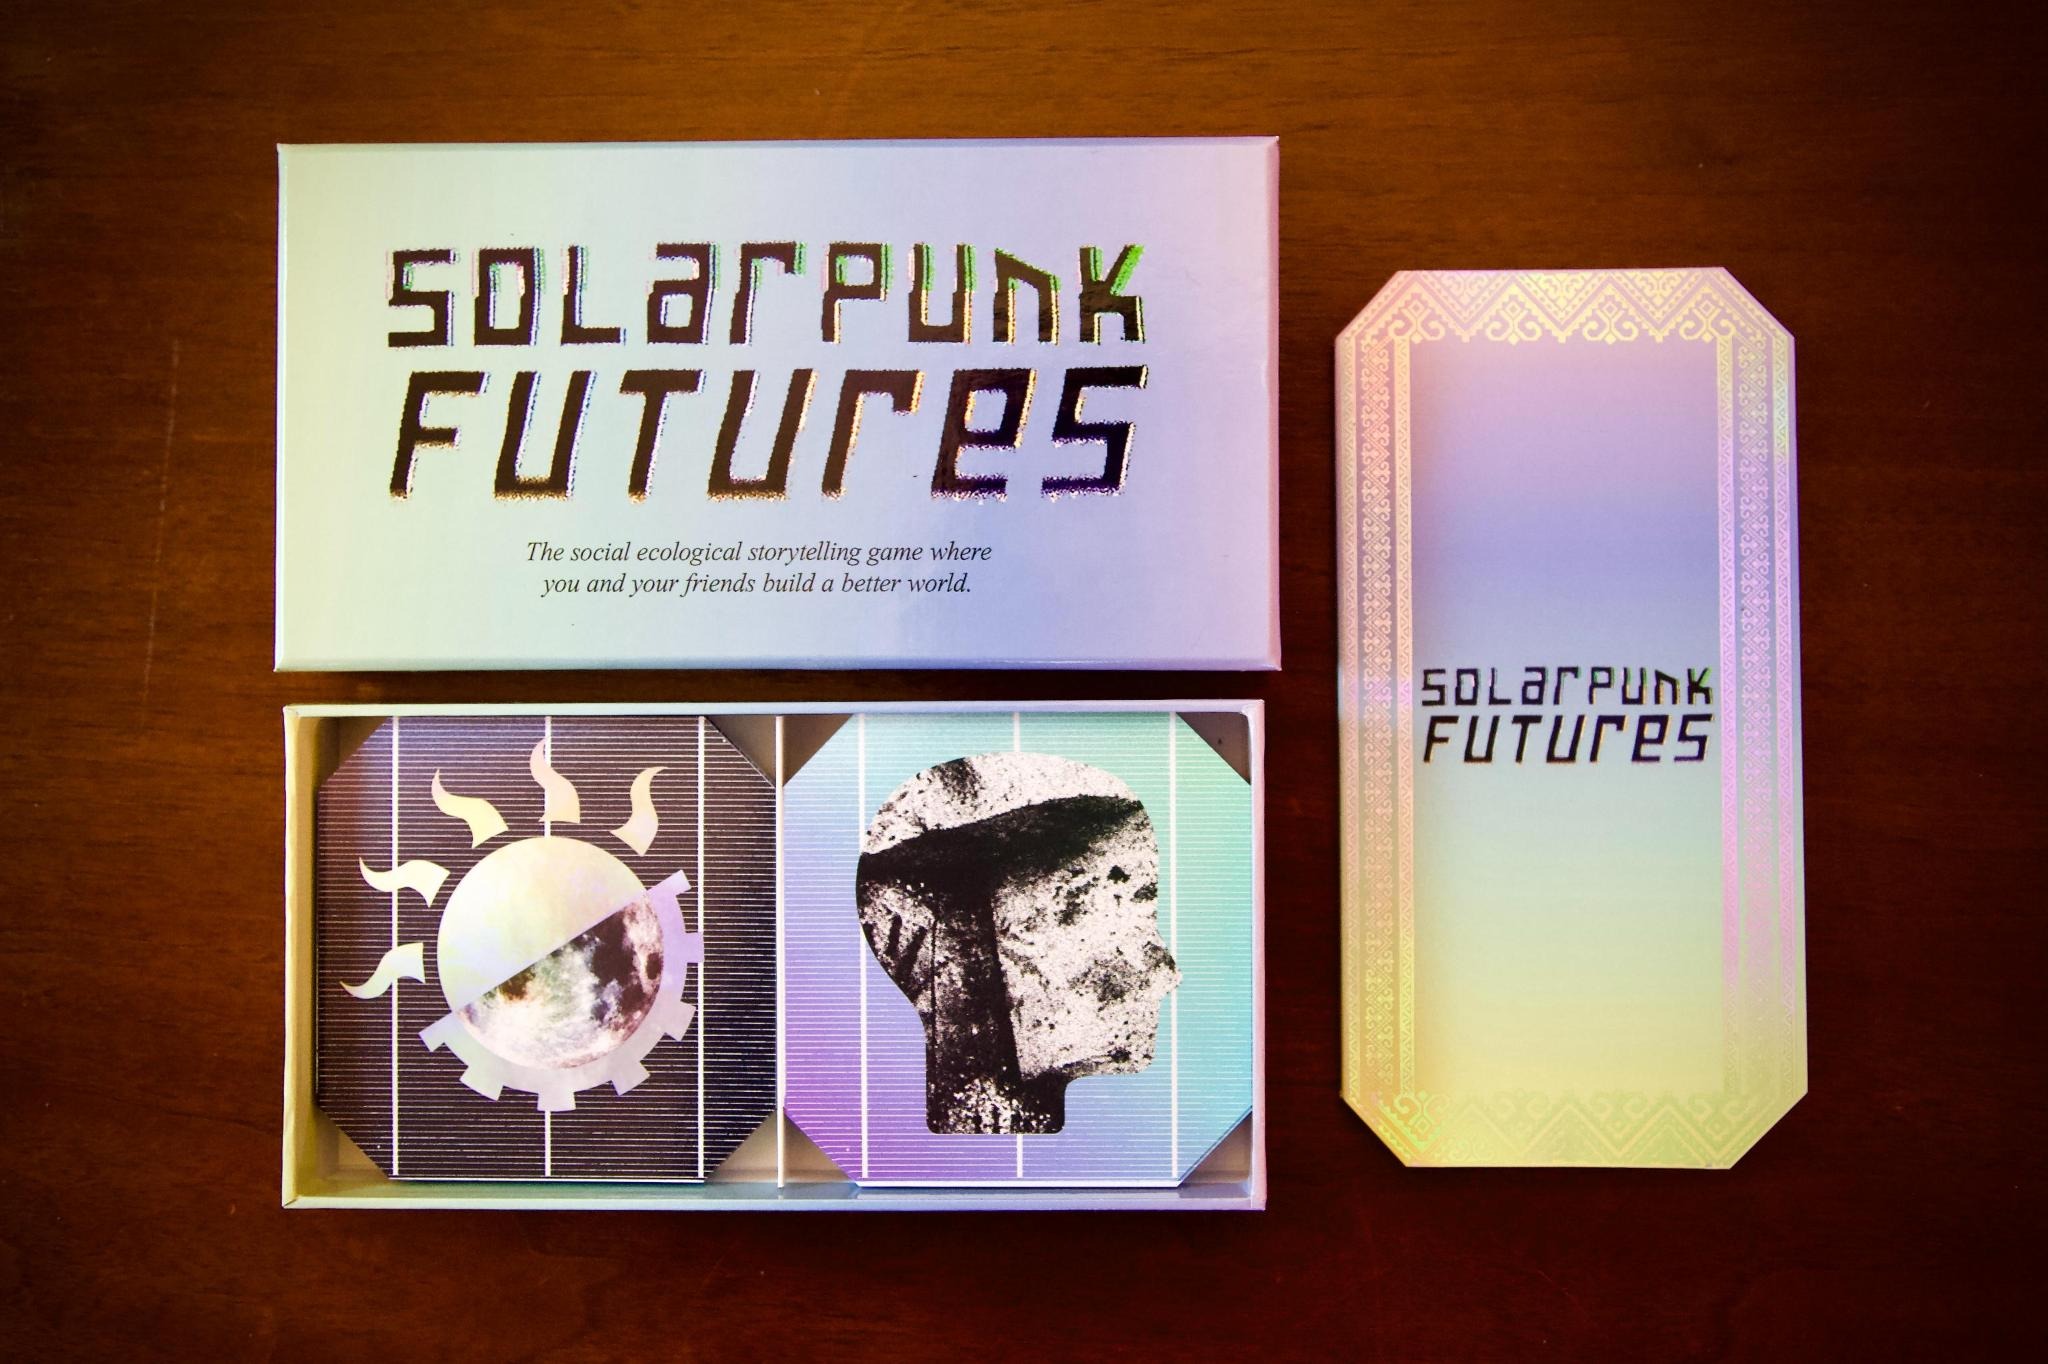 SOLarPUnK
FUTUreS
The social ecological storytelling game where
you and your friends build a better world.
SOLarPUnK
FUTUreS